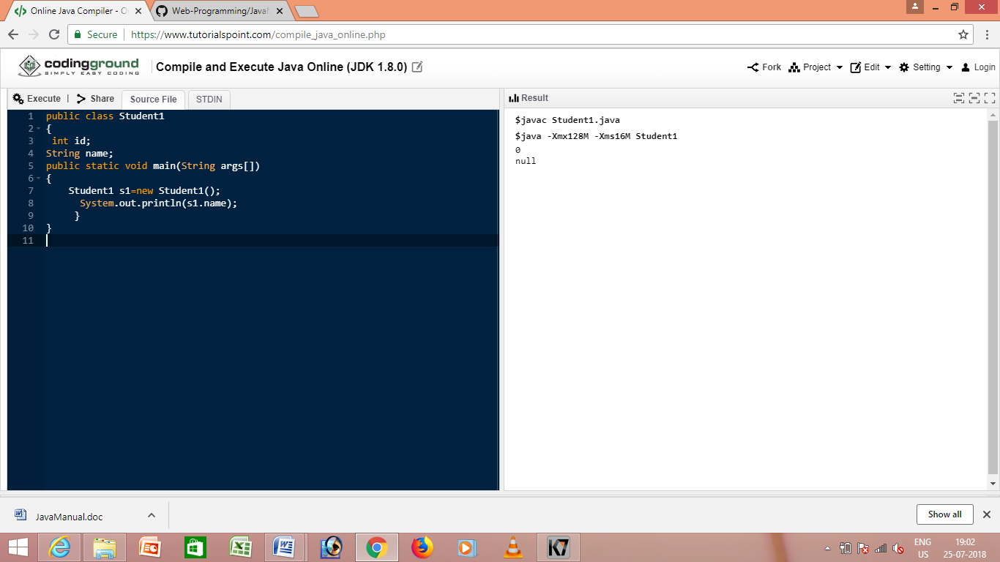 Online Java Compiler - O
Web-Programming/JavaM
Secure https://www.tutorialspoint.com/compile_java_online.php
codingground
SIMPLY EASY CODING
Compile and Execute Java Online (JDK 1.8.0)
Fork Project Edit Setting Login
Execute | Share Source File STDIN
Result
1 public class Student1
2 {
3 int id;
4 String name;
5 public static void main(String args[])
6 {
7 Student1 s1=new Student1();
8 System.out.println(s1.name);
9 }
10 }
11
$javac Student1.java
$java -Xmx128M -Xms16M Student1
0
null
JavaManual.doc
Show all
ENG
US
19:02
25-07-2018
K7